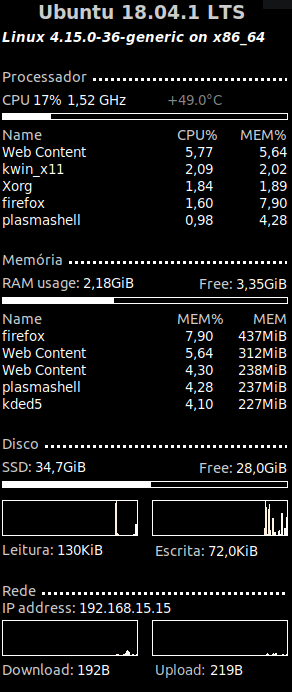 Ubuntu 18.04.1 LTS
Linux 4.15.0-36-generic on x86_64
Processador
CPU 17% 1,52 GHz +49.0°C
Name CPU% MEM%
Web Content 5,77 5,64
kwin_x11 2,09 2,02
Xorg 1,84 1,89
firefox 1,60 7,90
plasmashell 0,98 4,28
Memória
RAM usage: 2,18GiB Free: 3,35GiB
Name MEM% MEM
firefox 7,90 437MiB
Web Content 5,64 312MiB
Web Content 4,30 238MiB
plasmashell 4,28 237MiB
kded5 4,10 227MiB
Disco
SSD: 34,7GiB Free: 28,0GiB
Leitura: 130KiB Escrita: 72,0KiB
Rede
IP address: 192.168.15.15
Download: 192B Upload: 219B